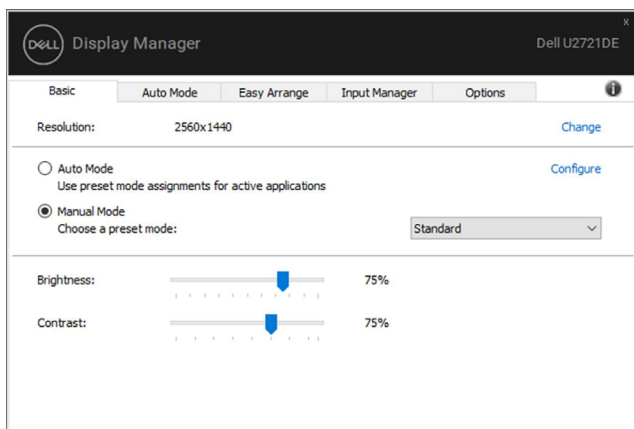 x
DELL Display Manager Dell U2721DE
Basic Auto Mode Easy Arrange Input Manager Options
Resolution: 2560x1440 Change
Auto Mode Configure
Use preset mode assignments for active applications
Manual Mode
Choose a preset mode: Standard
Brightness: 75%
Contrast: 75%